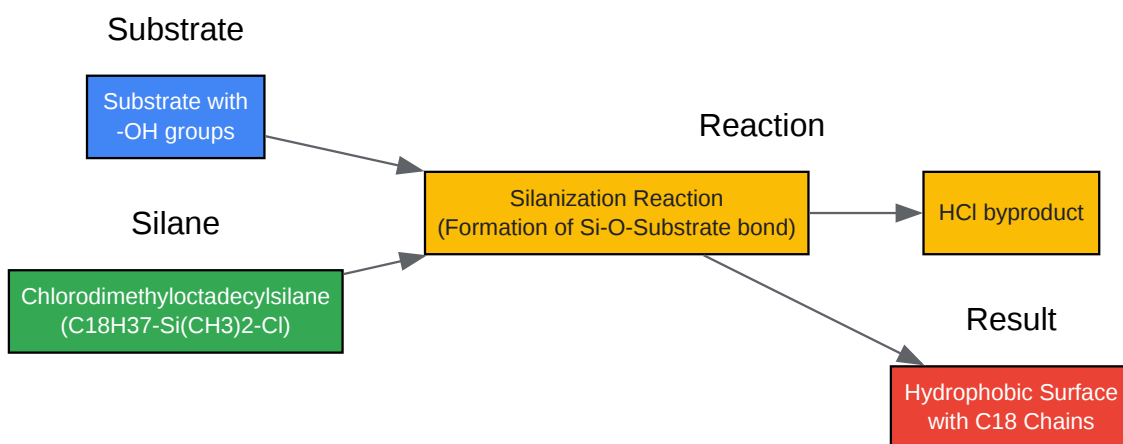 Substrate
Substrate with
-OH groups
Reaction
Silanization Reaction
(Formation of Si-O-Substrate bond)
HCl byproduct
Silane
Chlorodimethyloctadecylsilane
(C18H37-Si(CH3)2-Cl)
Result
Hydrophobic Surface
with C18 Chains